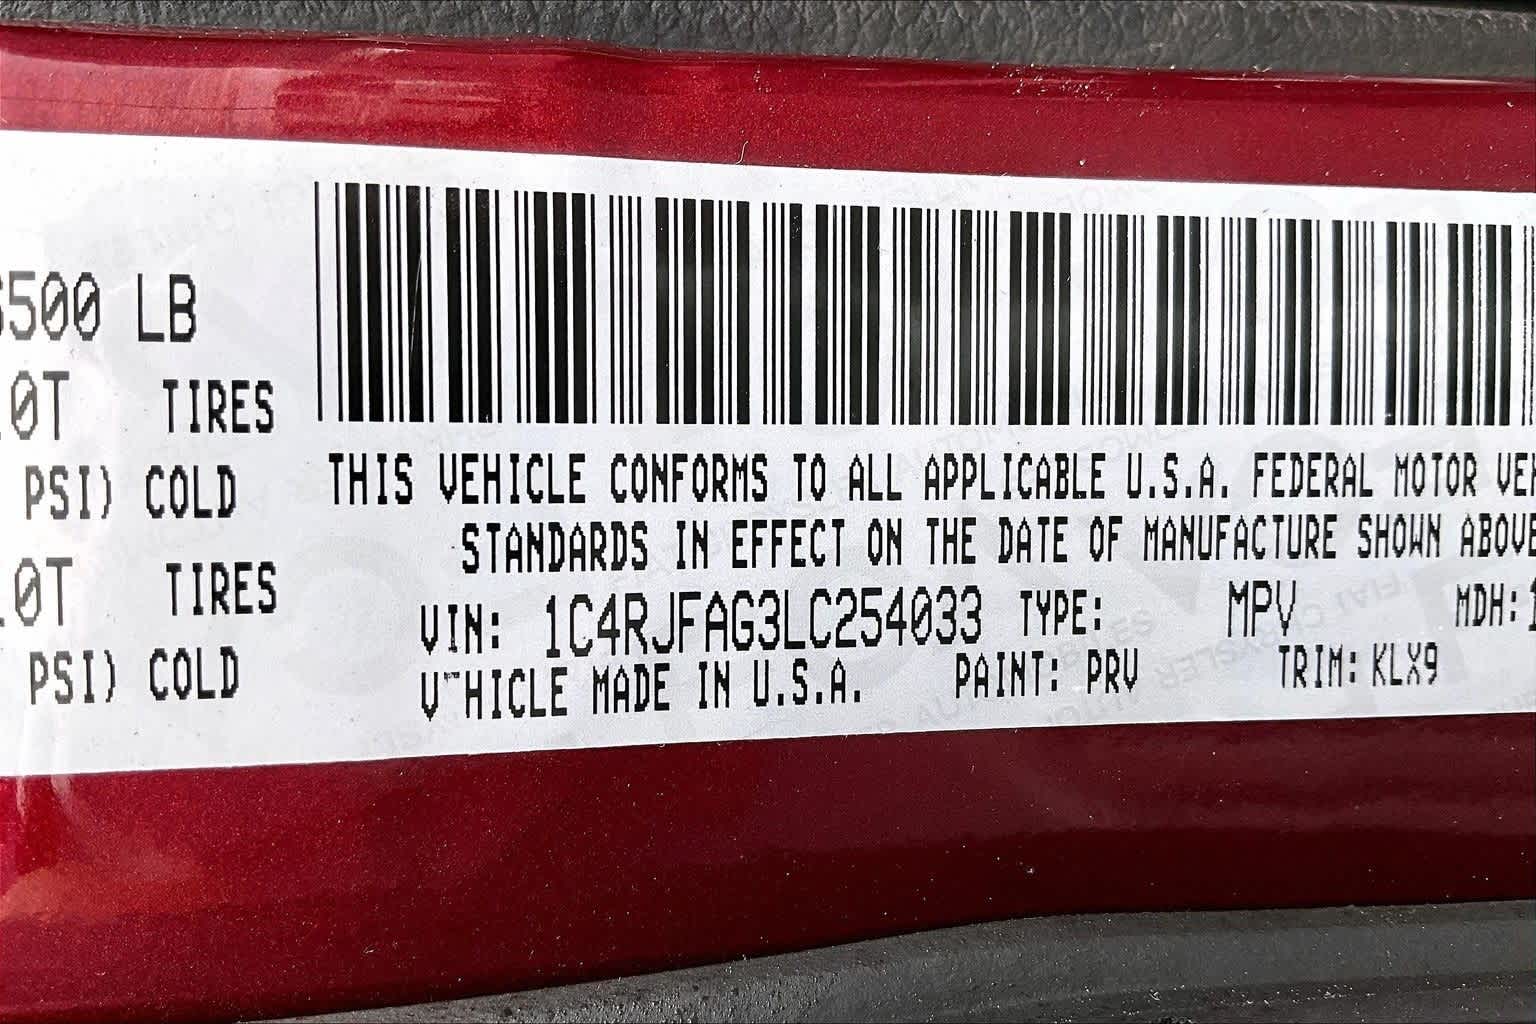 500 LB
0T TIRES
PSI) COLD
0T TIRES
PSI) COLD
THIS VEHICLE CONFORMS TO ALL APPLICABLE U.S.A. FEDERAL MOTOR
STANDARDS IN EFFECT ON THE DATE OF MANUFACTURE SHOWN ABOVE
VIN: 1C4RJFAG3LC254033 TYPE: MPV MDH: 1
VEHICLE MADE IN U.S.A. PAINT: PRV TRIM: KLX9